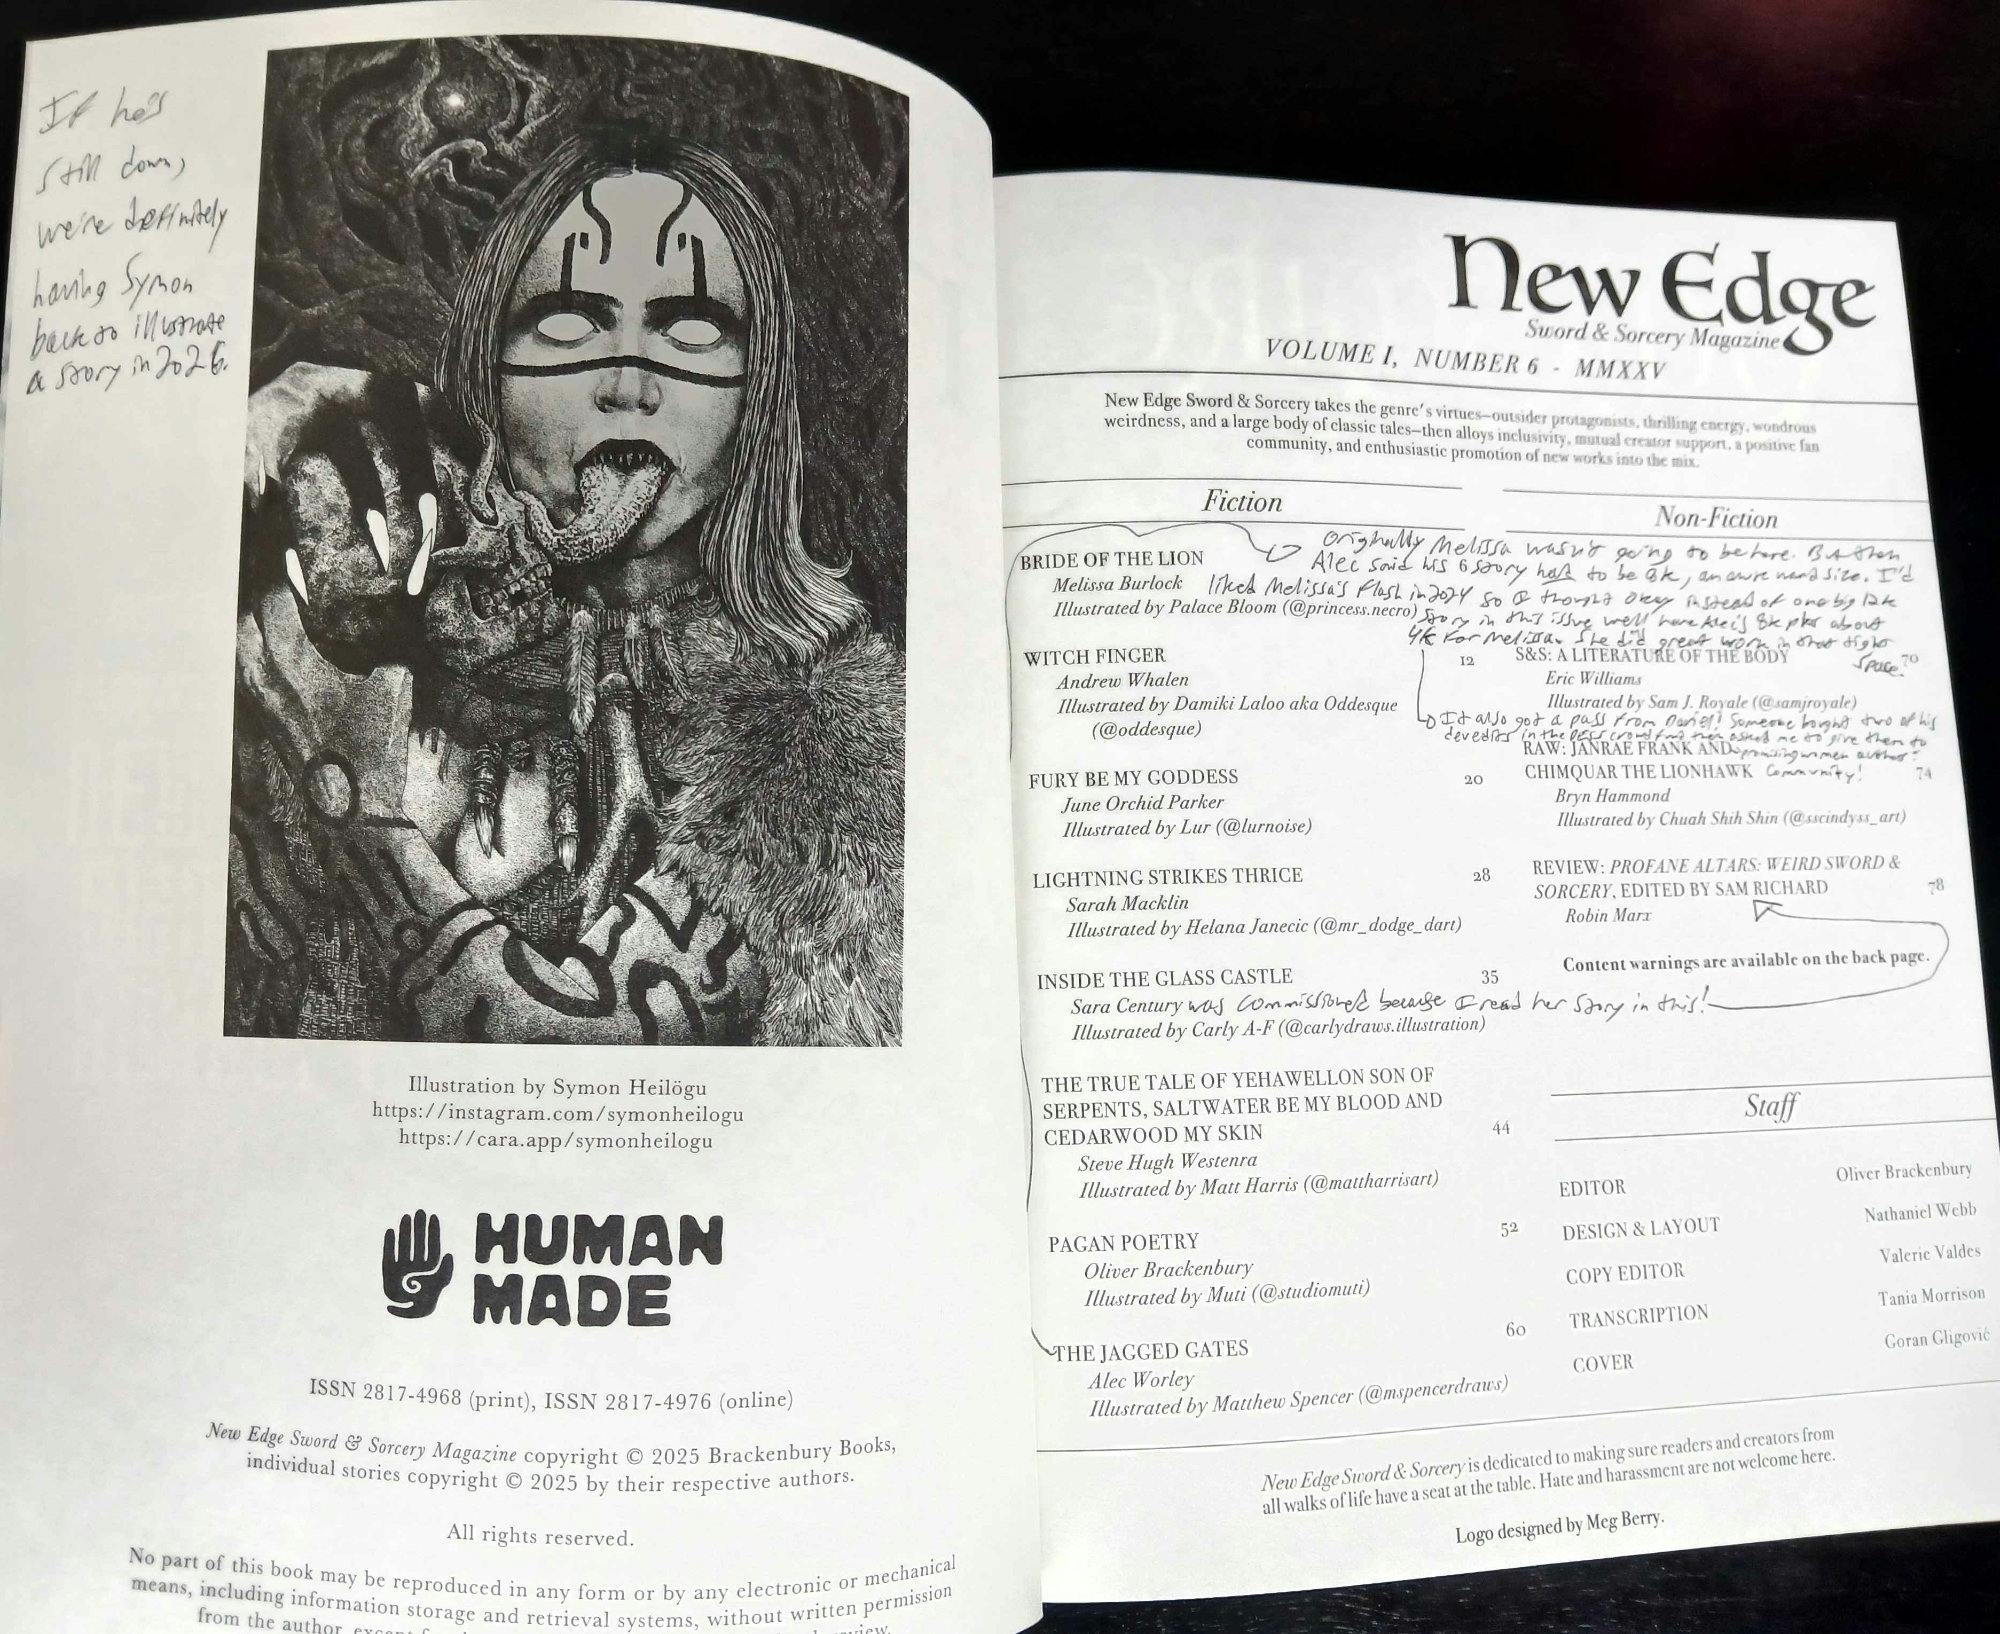 If he's
still down,
we're definitely
having Symon
back to illustrate
a story in 2026.
Illustration by Symon Heilögu
https://instagram.com/symonheilogu
https://cara.app/symonheilogu
HUMAN
MADE
ISSN 2817-4968 (print), ISSN 2817-4976 (online)
New Edge Sword & Sorcery Magazine copyright © 2025 Brackenbury Books,
individual stories copyright © 2025 by their respective authors.
All rights reserved.
No part of this book may be reproduced in any form or by any electronic or mechanical
means, including information storage and retrieval systems, without written permission
from the author, except
New Edge
Sword & Sorcery Magazine
VOLUME I, NUMBER 6 - MMXXV
New Edge Sword & Sorcery takes the genre's virtues—outsider protagonists, thrilling energy, wondrous
weirdness, and a large body of classic tales—then alloys inclusivity, mutual creator support, a positive fan
community, and enthusiastic promotion of new works into the mix.
Fiction
BRIDE OF THE LION
Melissa Burlock
Illustrated by Palace Bloom (@princess.necro)
Originally Melissa wasn't going to be here. But then
Alec said his 6 story had to be 8k, an awkward size. I'd
liked Melissa's flash in 2024 so I thought okay instead of one big 12k
story in this issue we'll have Alec's 8k plus about
4k for Melissa. She did great work in that tight
space!
It also got a pass from Daniel! Someone bought two of his
dev edits in the crowdfund then asked me to give them to
promising women authors.
Community!
WITCH FINGER 12
Andrew Whalen
Illustrated by Damiki Laloo aka Oddesque
(@oddesque)
FURY BE MY GODDESS 20
June Orchid Parker
Illustrated by Lur (@lurnoise)
LIGHTNING STRIKES THRICE 28
Sarah Macklin
Illustrated by Helana Janecic (@mr_dodge_dart)
INSIDE THE GLASS CASTLE 35
Sara Century was commissioned because I read her story in this!
Illustrated by Carly A-F (@carlydraws.illustration)
THE TRUE TALE OF YEHAWELLON SON OF
SERPENTS, SALTWATER BE MY BLOOD AND
CEDARWOOD MY SKIN 44
Steve Hugh Westenra
Illustrated by Matt Harris (@mattharrisart)
PAGAN POETRY 52
Oliver Brackenbury
Illustrated by Muti (@studiomuti)
THE JAGGED GATES 60
Alec Worley
Illustrated by Matthew Spencer (@mspencerdraws)
Non-Fiction
S&S: A LITERATURE OF THE BODY 70
Eric Williams
Illustrated by Sam J. Royale (@samjroyale)
RAW: JANRAE FRANK AND
CHIMQUAR THE LIONHAWK 74
Bryn Hammond
Illustrated by Chuah Shih Shin (@sscindyss_art)
REVIEW: PROFANE ALTARS: WEIRD SWORD &
SORCERY, EDITED BY SAM RICHARD 78
Robin Marx
Content warnings are available on the back page.
Staff
EDITOR Oliver Brackenbury
DESIGN & LAYOUT Nathaniel Webb
COPY EDITOR Valerie Valdes
TRANSCRIPTION Tania Morrison
COVER Goran Gligović
New Edge Sword & Sorcery is dedicated to making sure readers and creators from
all walks of life have a seat at the table. Hate and harassment are not welcome here.
Logo designed by Meg Berry.